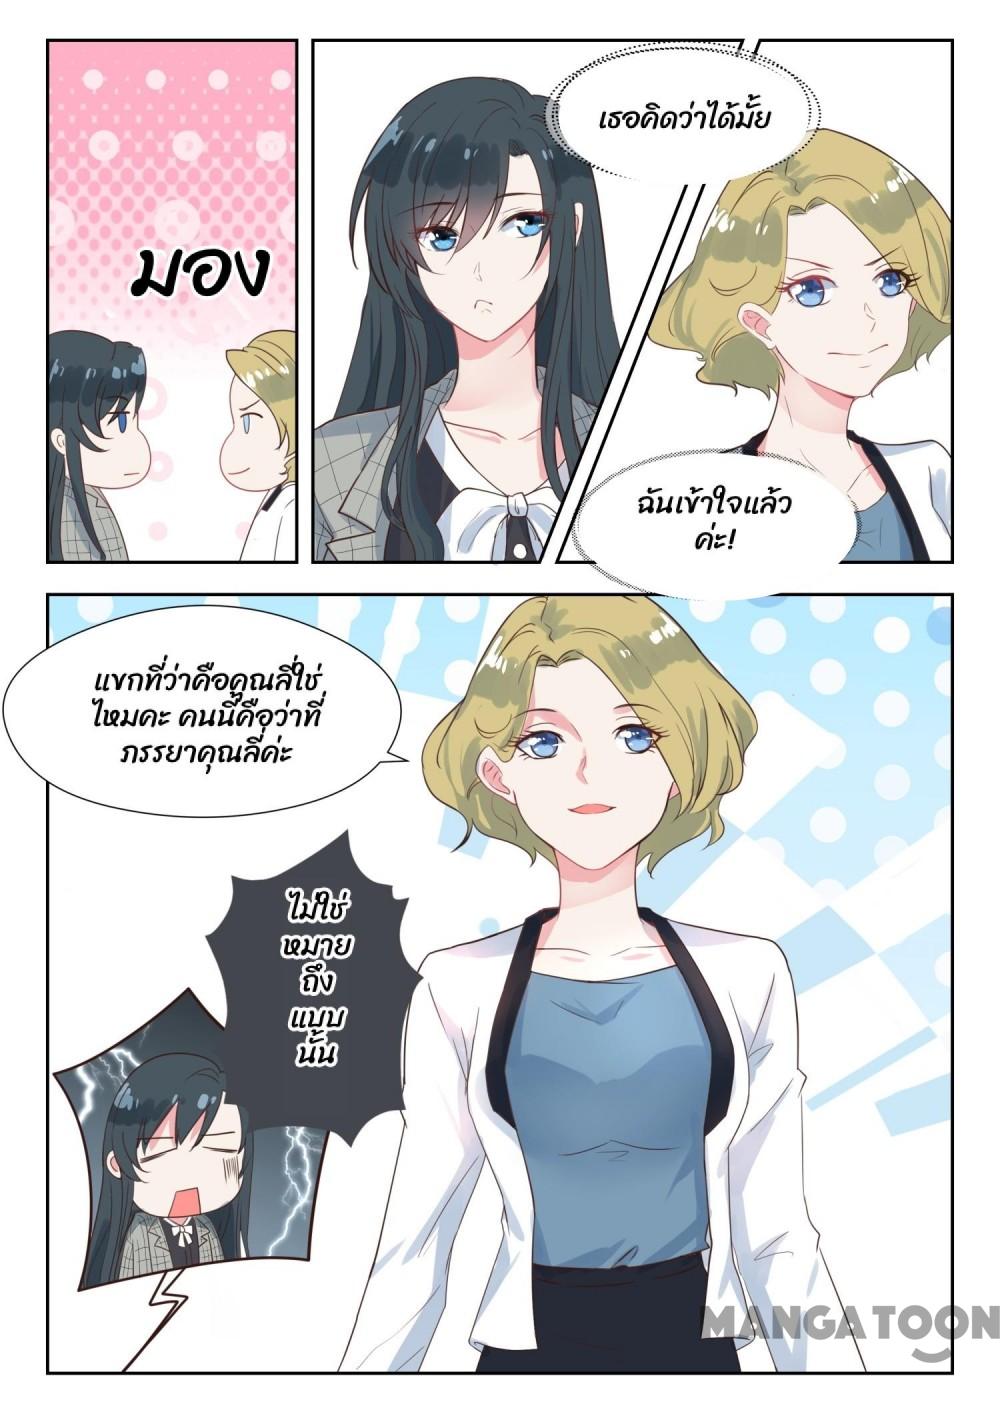 มอง
เธอคิดว่าได้มั้ย
ฉันเข้าใจแล้ว
ค่ะ!
แขกที่ว่าคือคุณลี่ใช่
ไหมคะ คนนี้คือว่าที่
ภรรยาคุณลี่ค่ะ
ไม่ใช่
หมาย
ถึง
แบบ
นั้น
MANGATOON